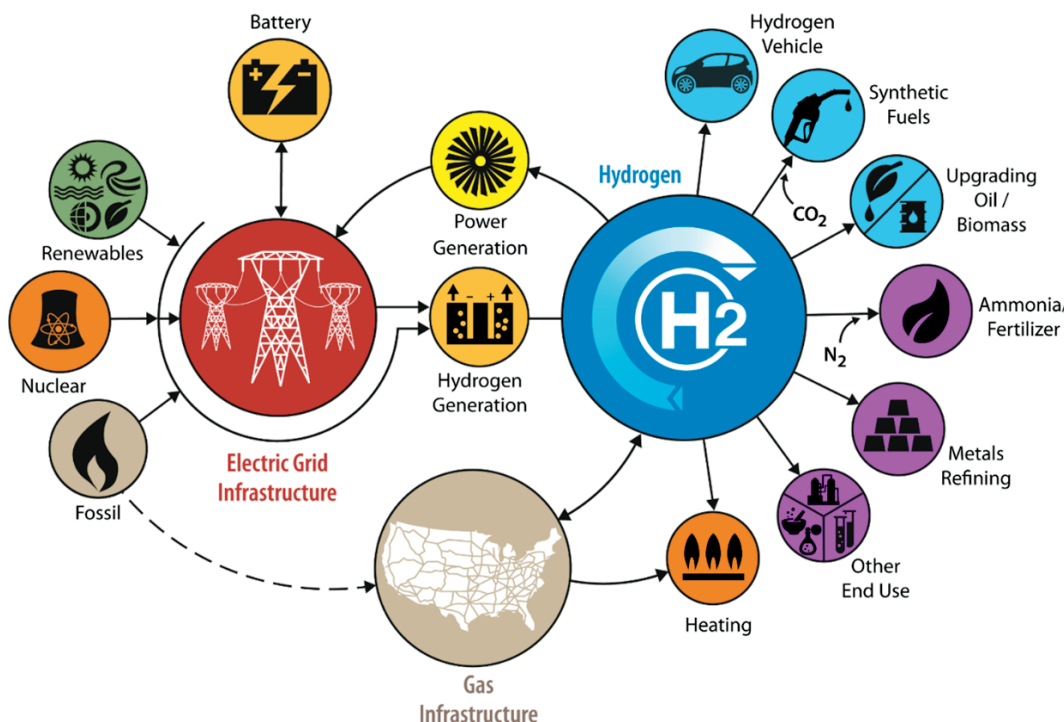 Battery
Hydrogen
Vehicle
Synthetic
Fuels
CO2
Upgrading
Oil /
Biomass
Renewables
Power
Generation
Hydrogen
H2
Nuclear
Hydrogen
Generation
Ammonia/
Fertilizer
N2
Fossil
Electric Grid
Infrastructure
Metals
Refining
Other
End Use
Heating
Gas
Infrastructure